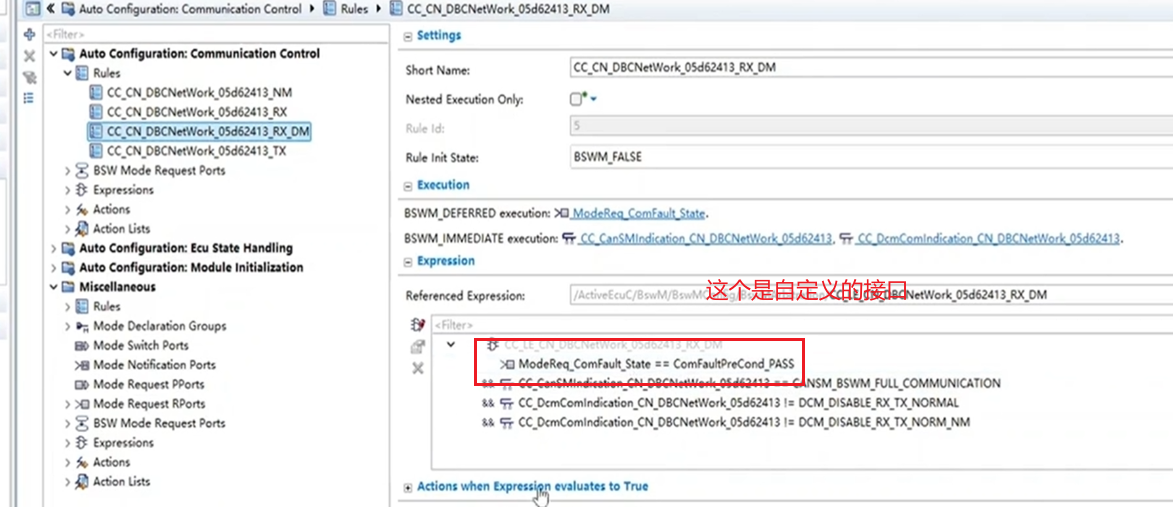 Auto Configuration: Communication Control
Rules
CC_CN_DBCNetWork_05d62413_RX_DM
<Filter>
Auto Configuration: Communication Control
Rules
CC_CN_DBCNetWork_05d62413_NM
CC_CN_DBCNetWork_05d62413_RX
CC_CN_DBCNetWork_05d62413_RX_DM
CC_CN_DBCNetWork_05d62413_TX
BSW Mode Request Ports
Expressions
Actions
Action Lists
Auto Configuration: Ecu State Handling
Auto Configuration: Module Initialization
Miscellaneous
Rules
Mode Declaration Groups
Mode Switch Ports
Mode Notification Ports
Mode Request PPorts
Mode Request RPorts
BSW Mode Request Ports
Expressions
Actions
Action Lists
Settings
Short Name: CC_CN_DBCNetWork_05d62413_RX_DM
Nested Execution Only:
Rule Id: 5
Rule Init State: BSWM_FALSE
Execution
BSWM_DEFERRED execution: ModeReq_ComFault_State.
BSWM_IMMEDIATE execution: CC_CanSMIndication_CN_DBCNetWork_05d62413, CC_DcmComIndication_CN_DBCNetWork_05d62413.
Expression
这个是自定义的接口
Referenced Expression: /ActiveEcuC/BswM/ DBCNetWork_05d62413_RX_DM
<Filter>
CC_LE_CN_DBCNetWork_05d62413_RX_DM
ModeReq_ComFault_State == ComFaultPreCond_PASS
&& CC_CanSMIndication_CN_DBCNetWork_05d62413 == CANSM_BSWM_FULL_COMMUNICATION
&& CC_DcmComIndication_CN_DBCNetWork_05d62413 != DCM_DISABLE_RX_TX_NORMAL
&& CC_DcmComIndication_CN_DBCNetWork_05d62413 != DCM_DISABLE_RX_TX_NORM_NM
Actions when Expression evaluates to True